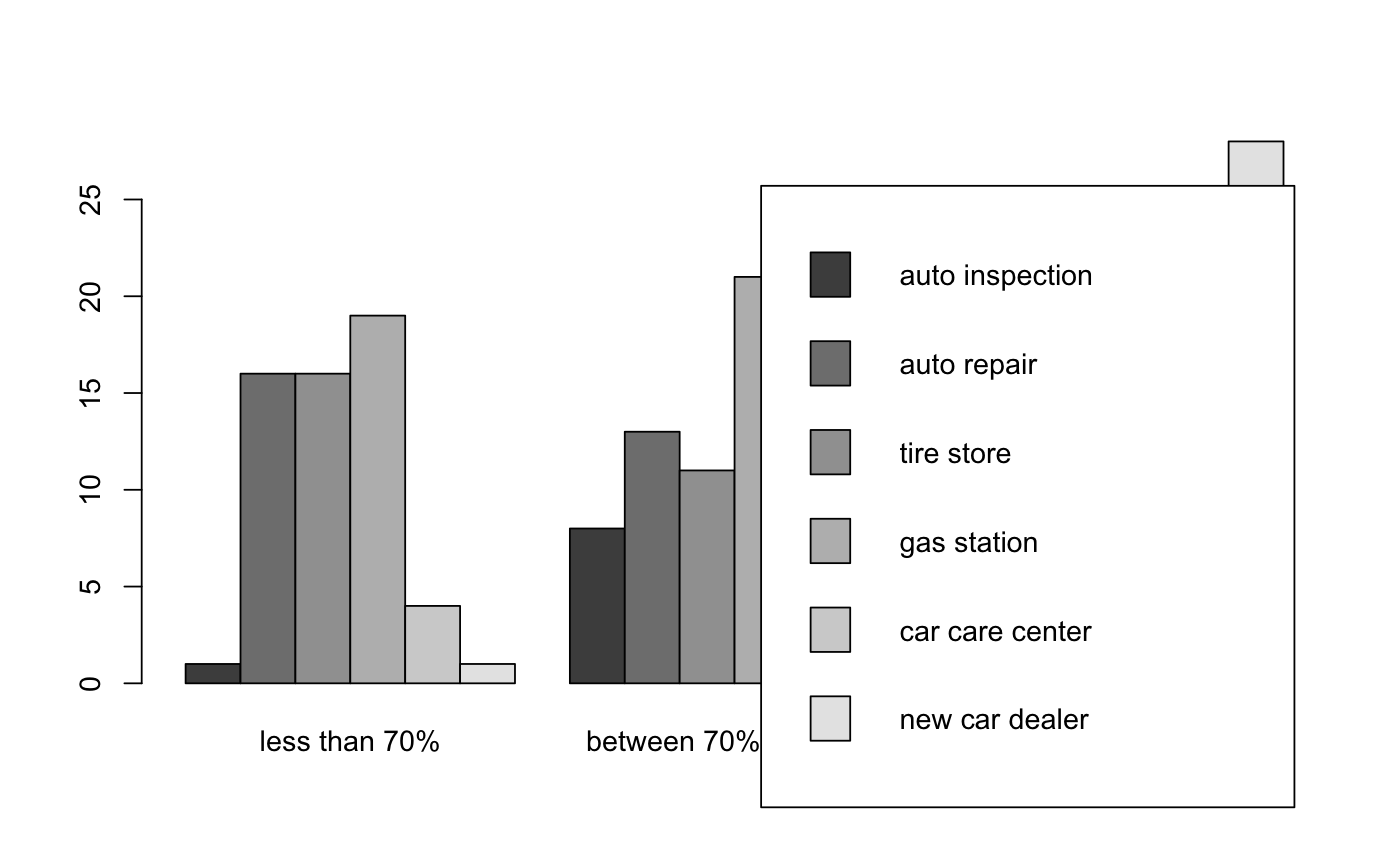 25
20
15
10
5
0
less than 70%
between 70%
auto inspection
auto repair
tire store
gas station
car care center
new car dealer